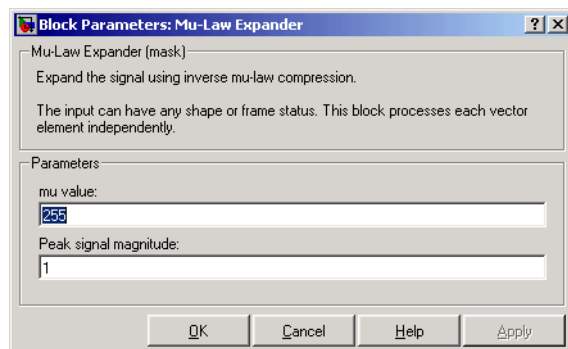 Block Parameters: Mu-Law Expander
Mu-Law Expander (mask)
Expand the signal using inverse mu-law compression.
The input can have any shape or frame status. This block processes each vector
element independently.
Parameters
mu value:
255
Peak signal magnitude:
1
OK
Cancel
Help
Apply